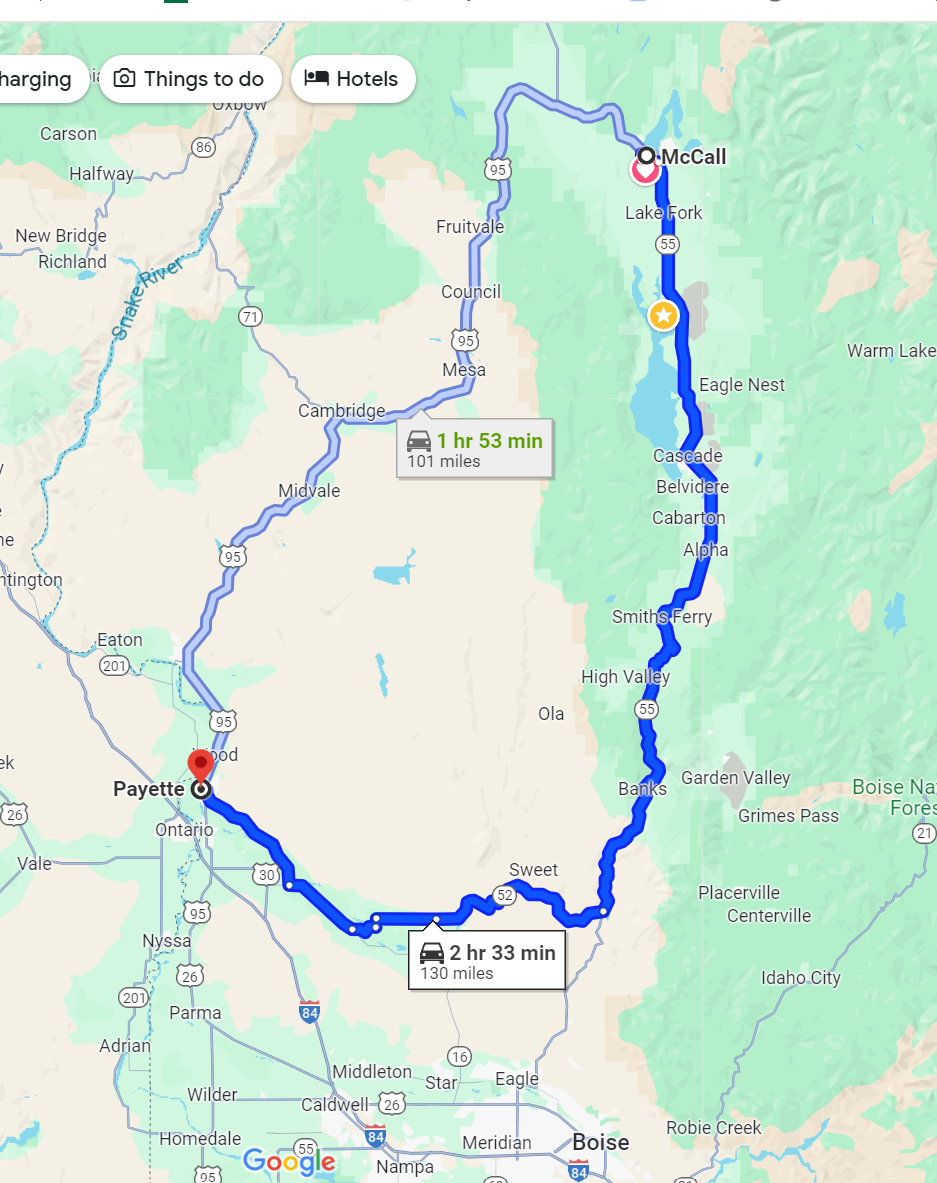 harging
Things to do
Hotels
Oxbow
Carson
86
Halfway
95
McCall
Lake Fork
Fruitvale
New Bridge
Richland
55
Snake River
Council
71
95
Warm Lake
Mesa
Eagle Nest
Cambridge
1 hr 53 min
101 miles
Cascade
Belvidere
Midvale
Cabarton
Alpha
95
ntington
Smiths Ferry
Eaton
201
High Valley
55
Ola
95
ood
ek
Payette
Banks
Garden Valley
Boise Na
Fores
26
Grimes Pass
Ontario
21
Vale
30
Sweet
52
Placerville
95
Centerville
Nyssa
2 hr 33 min
130 miles
26
Idaho City
201
Parma
84
Adrian
16
Middleton
Star
Eagle
Wilder
Caldwell
26
Robie Creek
Homedale
84
55
Meridian
Boise
Google
Nampa
84
95